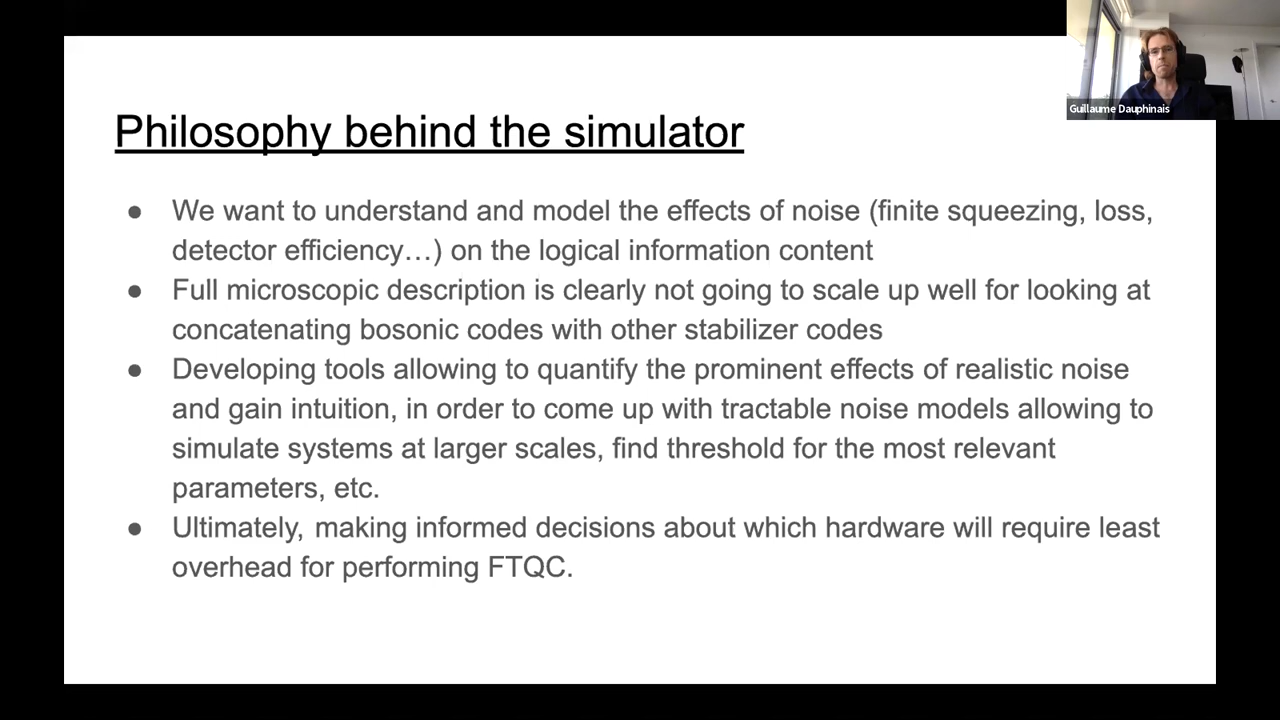 Guillaume Dauphinais
Philosophy behind the simulator
● We want to understand and model the effects of noise (finite squeezing, loss,
detector efficiency…) on the logical information content
● Full microscopic description is clearly not going to scale up well for looking at
concatenating bosonic codes with other stabilizer codes
● Developing tools allowing to quantify the prominent effects of realistic noise
and gain intuition, in order to come up with tractable noise models allowing to
simulate systems at larger scales, find threshold for the most relevant
parameters, etc.
● Ultimately, making informed decisions about which hardware will require least
overhead for performing FTQC.